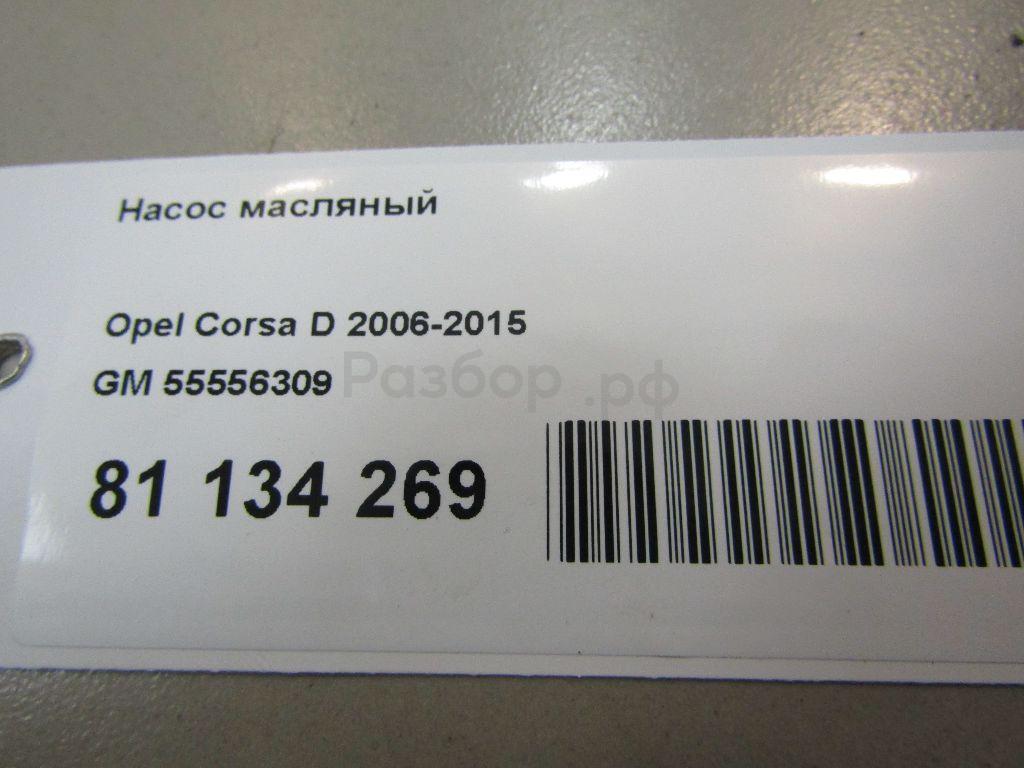 Насос масляный
Opel Corsa D 2006-2015
GM 55556309
Разбор.рф
81 134 269